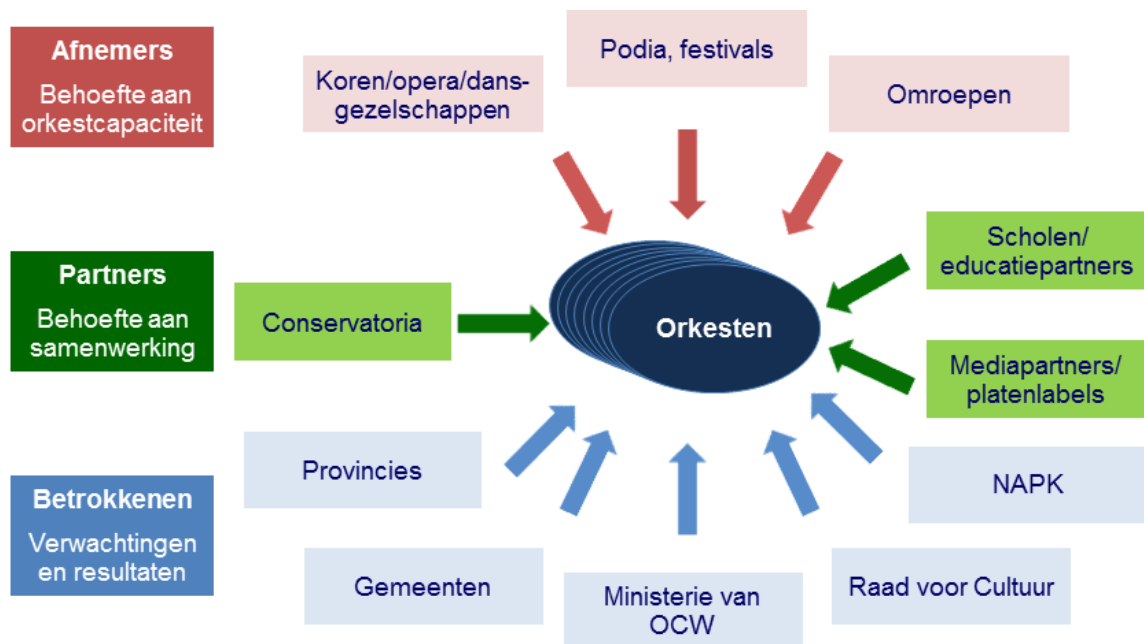 Afnemers
Behoefte aan
orkestcapaciteit
Koren/opera/dans-
gezelschappen
Podia, festivals
Omroepen
Partners
Behoefte aan
samenwerking
Conservatoria
Orkesten
Scholen/
educatiepartners
Mediapartners/
platenlabels
Betrokkenen
Verwachtingen
en resultaten
Provincies
Gemeenten
Ministerie van
OCW
Raad voor Cultuur
NAPK